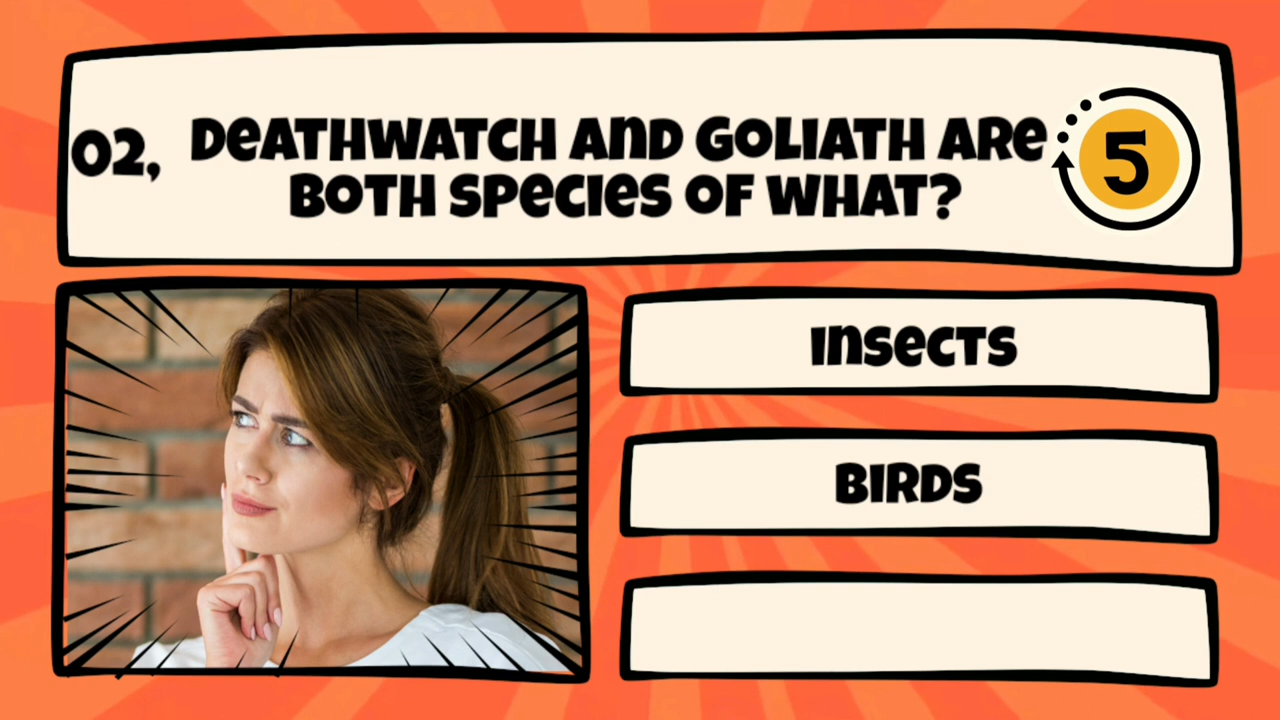 02, DEATHWATCH AND GOLIATH ARE
BOTH SPECIES OF WHAT?
5
INSECTS
BIRDS